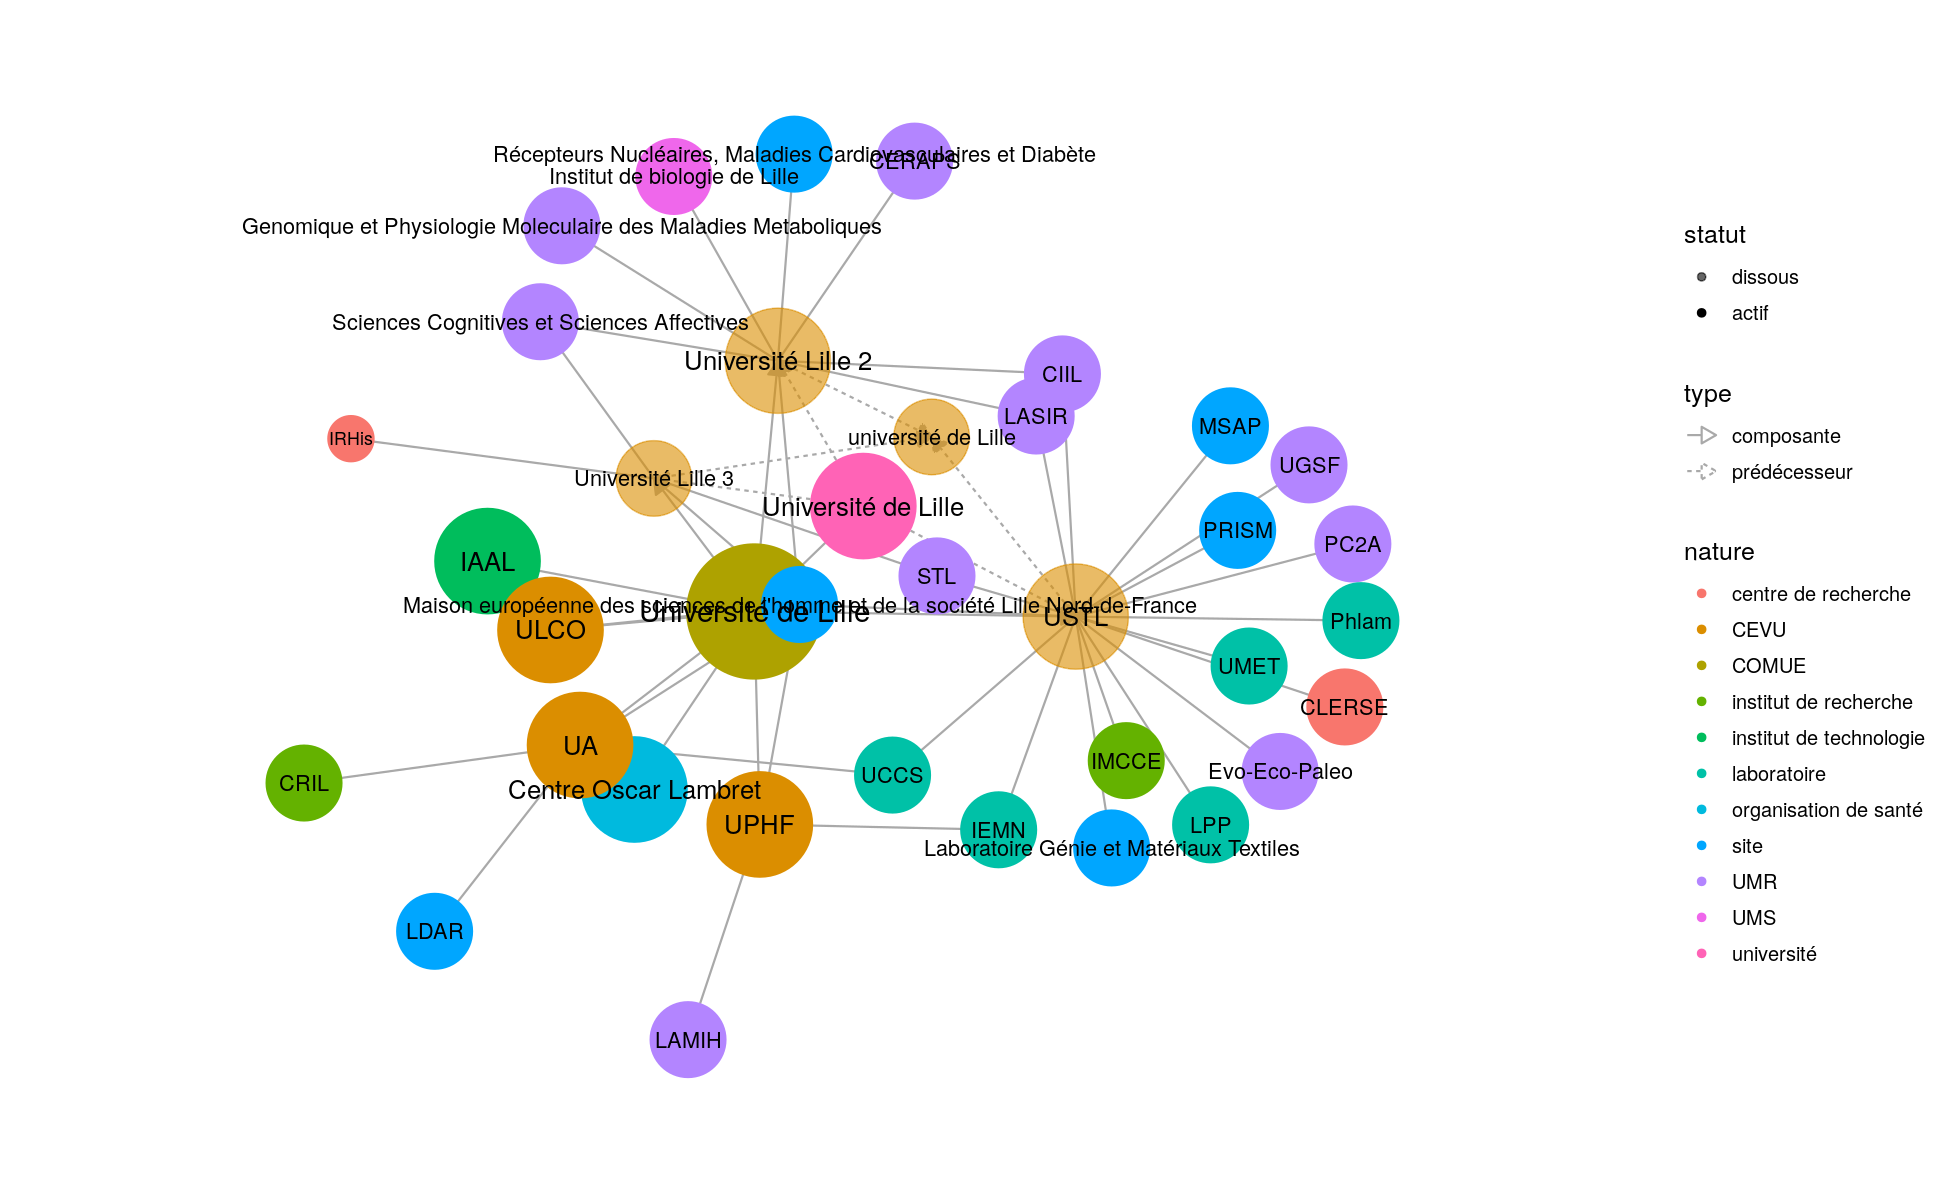 Récepteurs Nucléaires, Maladies Cardiovasculaires et Diabète
CERAPS
Institut de biologie de Lille
Genomique et Physiologie Moleculaire des Maladies Metaboliques
Sciences Cognitives et Sciences Affectives
Université Lille 2
CIIL
LASIR
MSAP
IRHis
université de Lille
UGSF
Université Lille 3
Université de Lille
PRISM
PC2A
IAAL
STL
Maison européenne des sciences de l'homme et de la société Lille Nord-de-France
Université de Lille
USTL
Phlam
ULCO
UMET
CLERSE
UA
IMCCE
Evo-Eco-Paleo
CRIL
UCCS
Centre Oscar Lambret
UPHF
IEMN
LPP
Laboratoire Génie et Matériaux Textiles
LDAR
LAMIH
statut
dissous
actif
type
composante
prédécesseur
nature
centre de recherche
CEVU
COMUE
institut de recherche
institut de technologie
laboratoire
organisation de santé
site
UMR
UMS
université